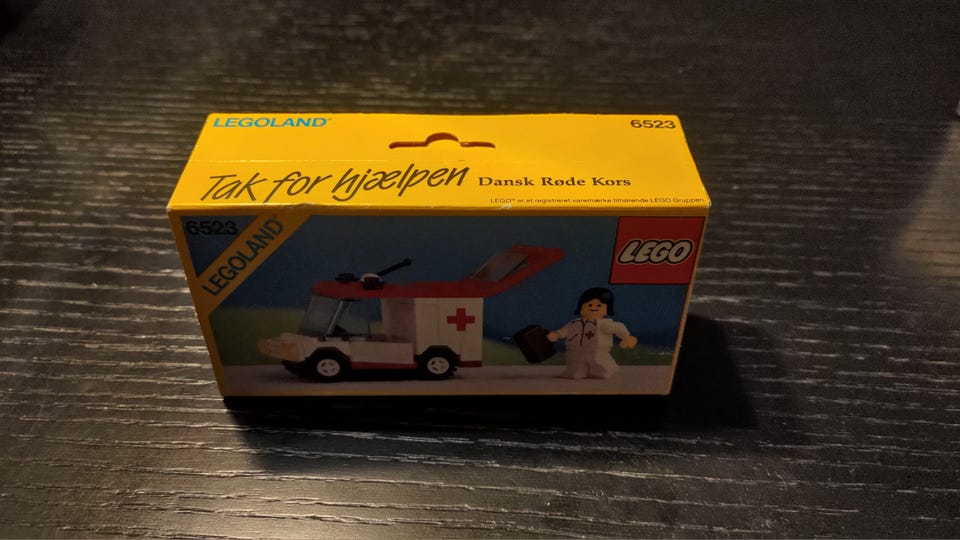 LEGOLAND®
6523
Tak for hjælpen Dansk Røde Kors
LEGO® er et registreret varemærke tilhørende LEGO Gruppen.
6523
LEGOLAND
LEGO